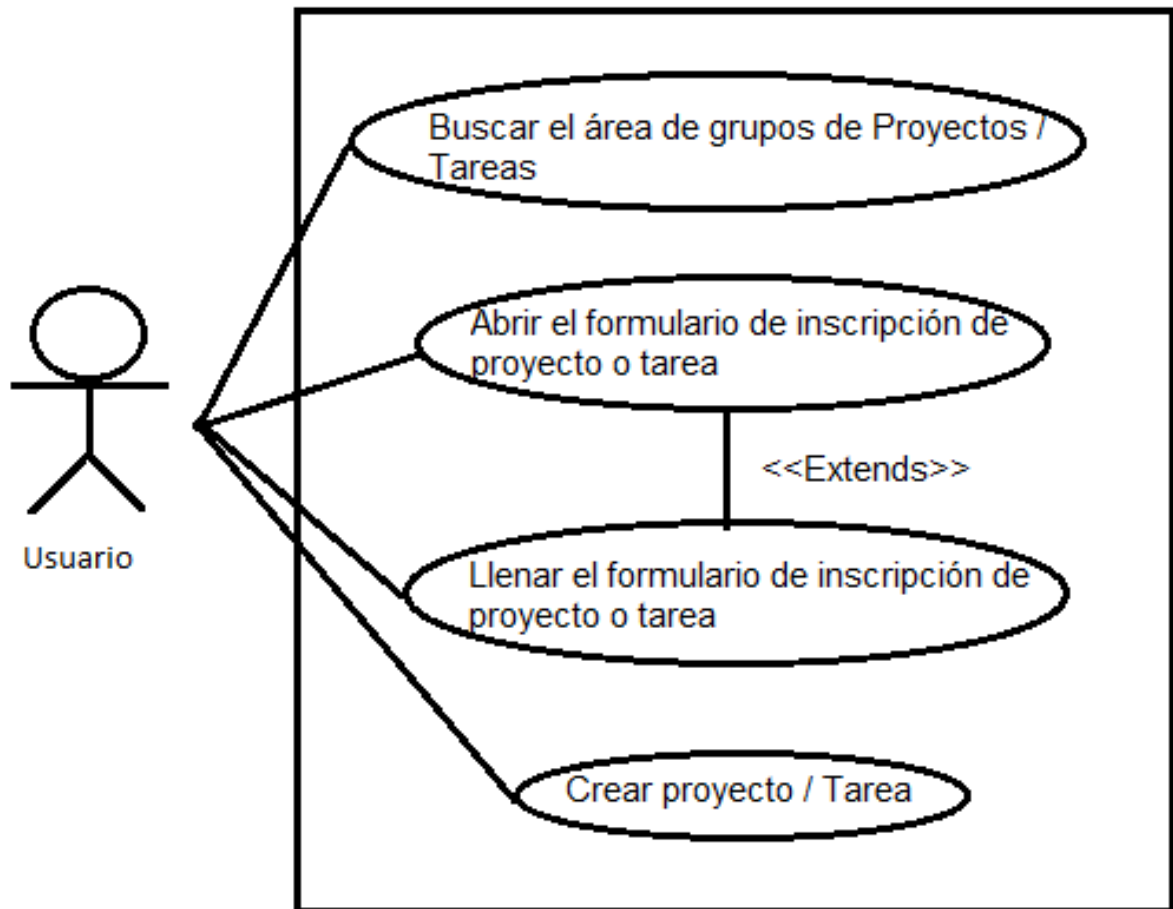 Buscar el área de grupos de Proyectos /
Tareas
Abrir el formulario de inscripción de
proyecto o tarea
<<Extends>>
Usuario
Llenar el formulario de inscripción de
proyecto o tarea
Crear proyecto / Tarea